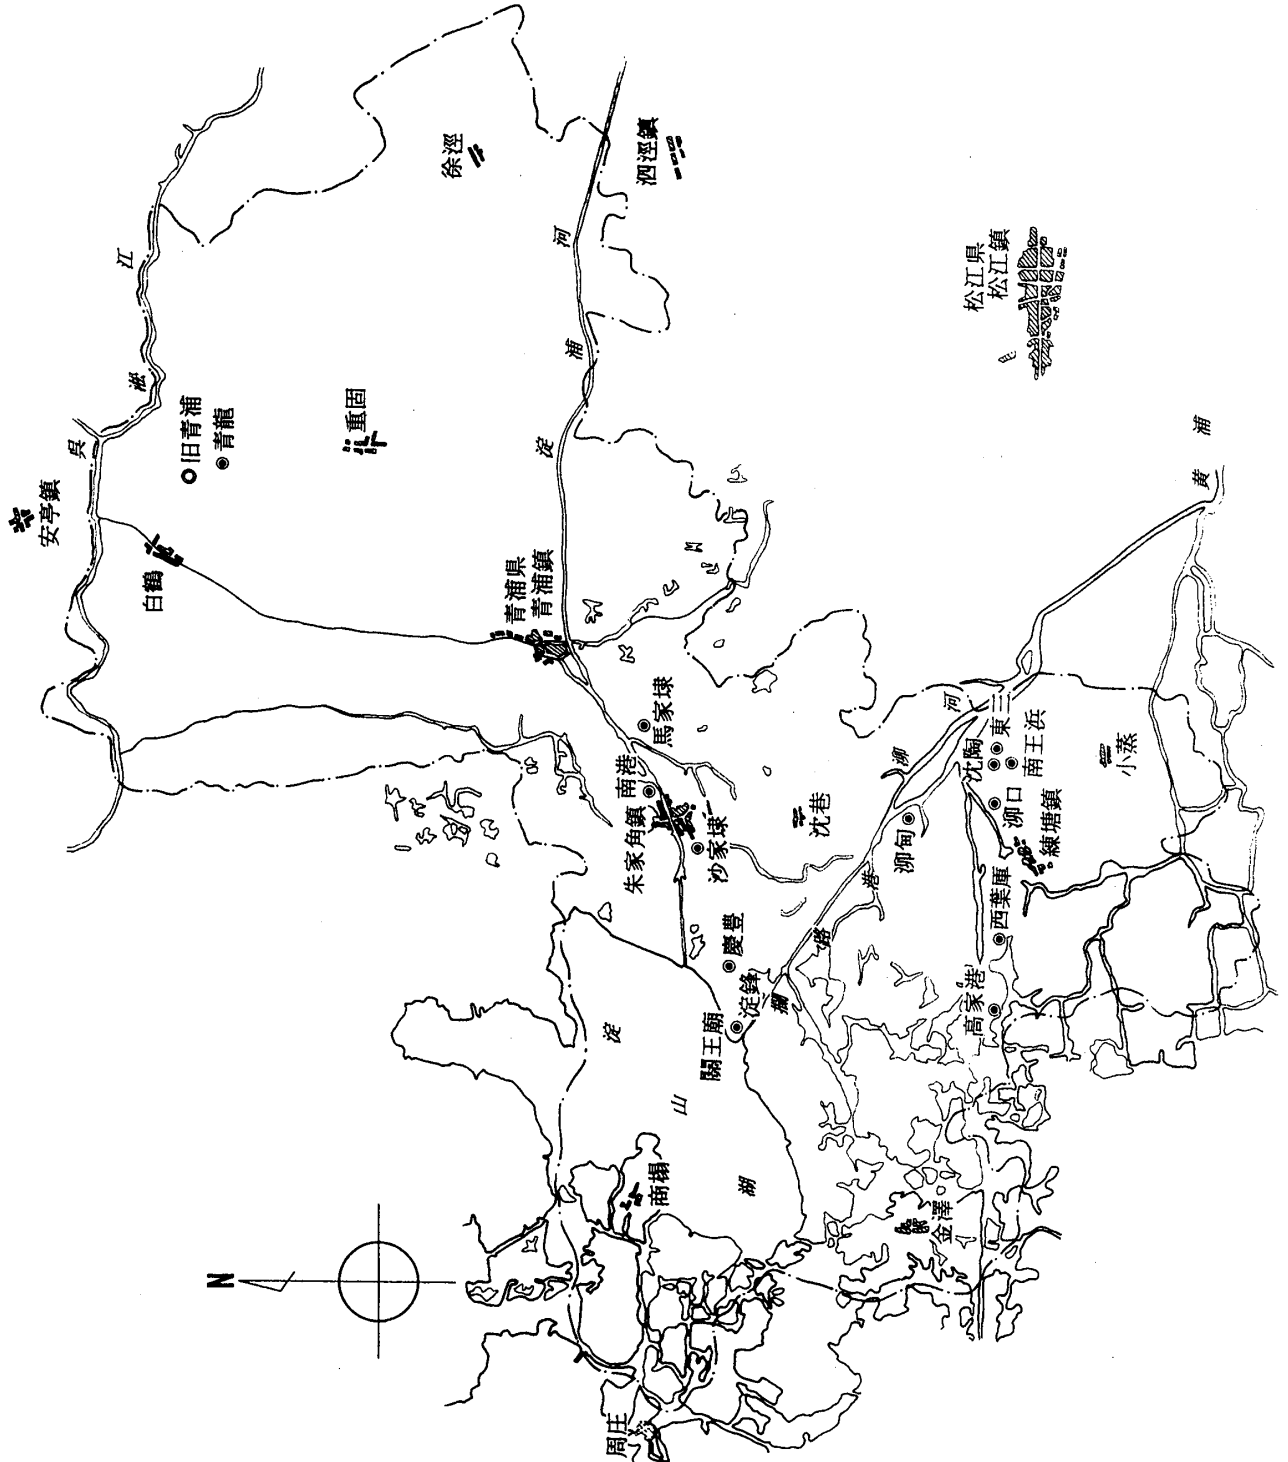 安亭鎮
白鶴
旧青浦
青龍
呉
淞
江
重固
徐涇
泗涇鎮
淀
浦
河
青浦県
青浦鎮
松江県
松江鎮
馬家埭
南港
朱家角鎮
沙家埭
沈巷
慶豊
淀鋒
關王廟
淀
山
湖
商榻
周庄
金澤
攔
路
港
泖
河
泖甸
沈陶
東三
南王浜
泖口
練塘鎮
小蒸
西葉庫
高家港
黄
浦
N